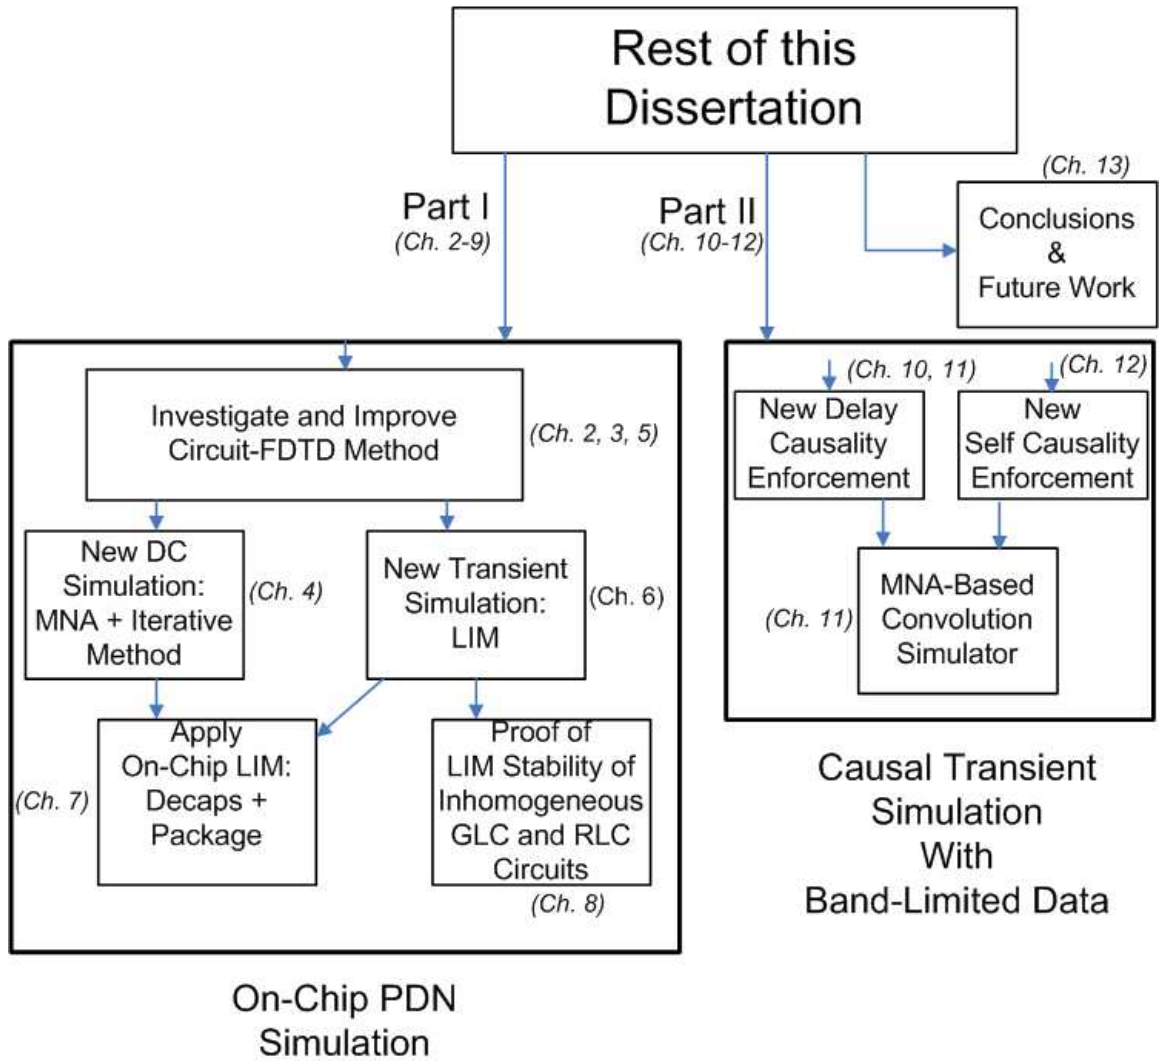 Rest of this
Dissertation
(Ch. 13)
Part I
(Ch. 2-9)
Part II
(Ch. 10-12)
Conclusions
&
Future Work
Investigate and Improve
Circuit-FDTD Method
(Ch. 2, 3, 5)
New DC
Simulation:
MNA + Iterative
Method
(Ch. 4)
New Transient
Simulation:
LIM
(Ch. 6)
Apply
On-Chip LIM:
Decaps +
Package
(Ch. 7)
Proof of
LIM Stability of
Inhomogeneous
GLC and RLC
Circuits
(Ch. 8)
On-Chip PDN
Simulation
(Ch. 10, 11)
New Delay
Causality
Enforcement
(Ch. 12)
New
Self Causality
Enforcement
(Ch. 11)
MNA-Based
Convolution
Simulator
Causal Transient
Simulation
With
Band-Limited Data